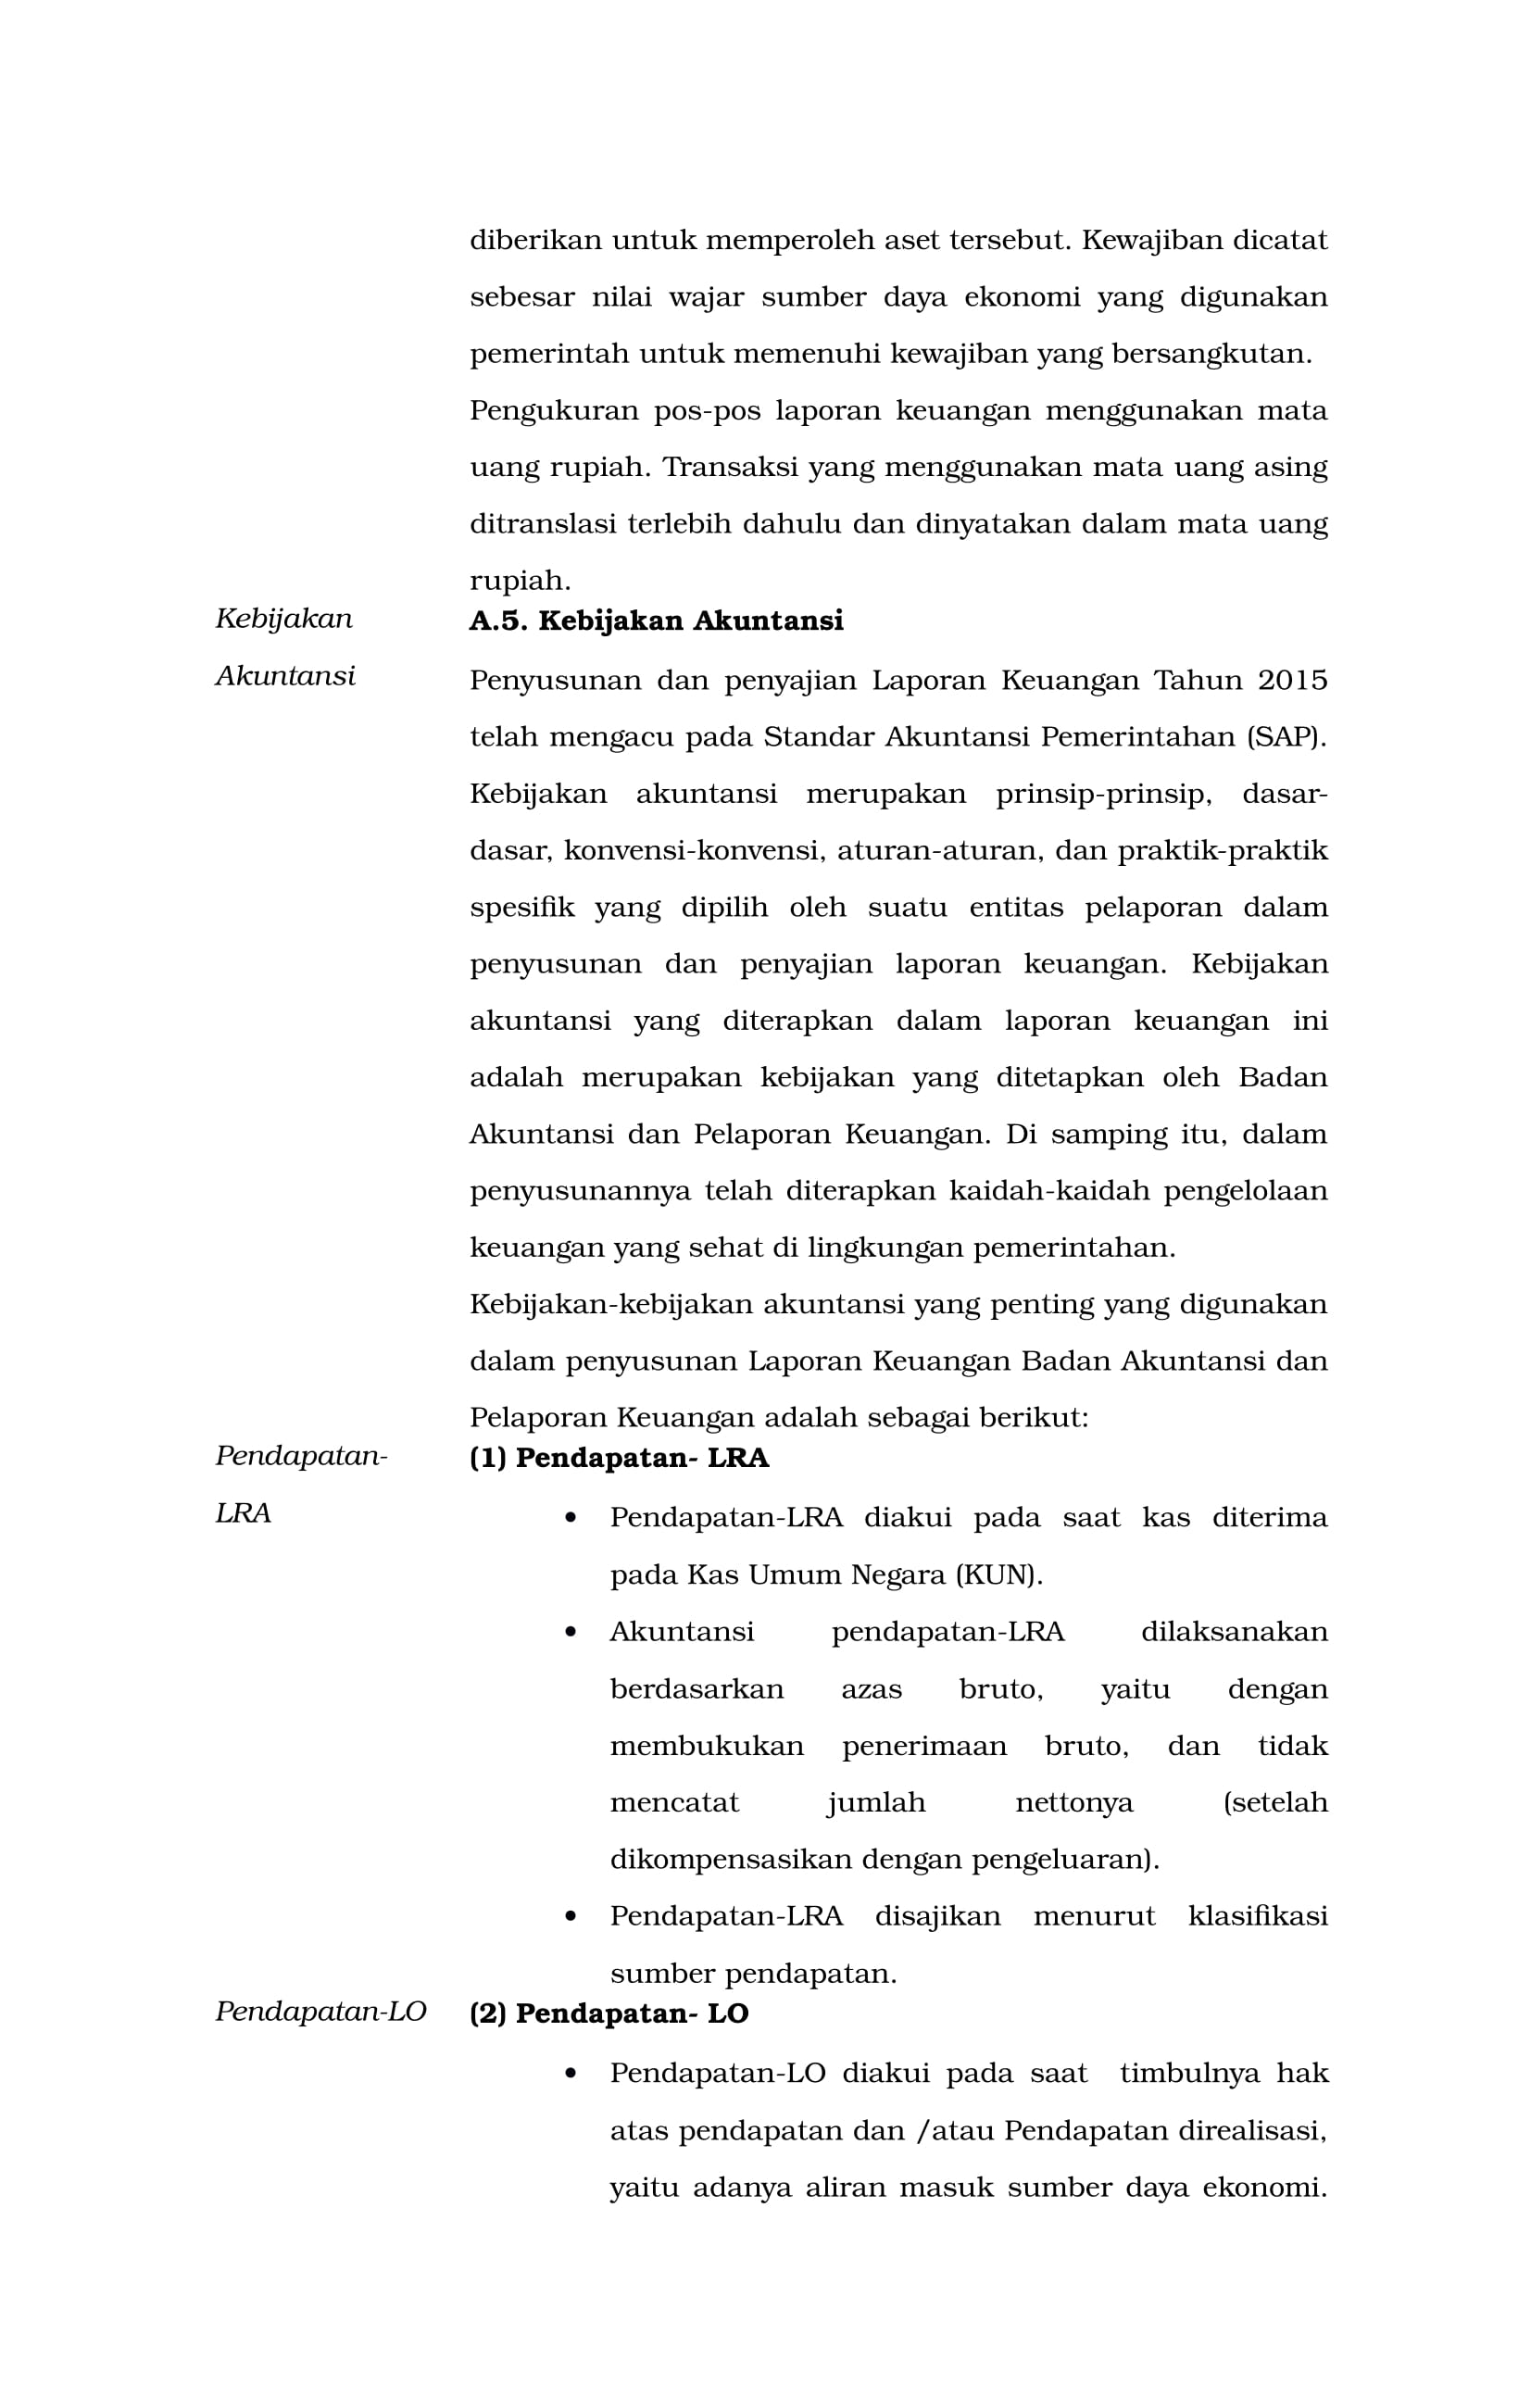 diberikan untuk memperoleh aset tersebut. Kewajiban dicatat
sebesar nilai wajar sumber daya ekonomi yang digunakan
pemerintah untuk memenuhi kewajiban yang bersangkutan.
Pengukuran pos-pos laporan keuangan menggunakan mata
uang rupiah. Transaksi yang menggunakan mata uang asing
ditranslasi terlebih dahulu dan dinyatakan dalam mata uang
rupiah.
Kebijakan
Akuntansi
A.5. Kebijakan Akuntansi
Penyusunan dan penyajian Laporan Keuangan Tahun 2015
telah mengacu pada Standar Akuntansi Pemerintahan (SAP).
Kebijakan akuntansi merupakan prinsip-prinsip, dasar-
dasar, konvensi-konvensi, aturan-aturan, dan praktik-praktik
spesifik yang dipilih oleh suatu entitas pelaporan dalam
penyusunan dan penyajian laporan keuangan. Kebijakan
akuntansi yang diterapkan dalam laporan keuangan ini
adalah merupakan kebijakan yang ditetapkan oleh Badan
Akuntansi dan Pelaporan Keuangan. Di samping itu, dalam
penyusunannya telah diterapkan kaidah-kaidah pengelolaan
keuangan yang sehat di lingkungan pemerintahan.
Kebijakan-kebijakan akuntansi yang penting yang digunakan
dalam penyusunan Laporan Keuangan Badan Akuntansi dan
Pelaporan Keuangan adalah sebagai berikut:
Pendapatan-
LRA
(1) Pendapatan- LRA
• Pendapatan-LRA diakui pada saat kas diterima
pada Kas Umum Negara (KUN).
• Akuntansi pendapatan-LRA dilaksanakan
berdasarkan azas bruto, yaitu dengan
membukukan penerimaan bruto, dan tidak
mencatat jumlah nettonya (setelah
dikompensasikan dengan pengeluaran).
• Pendapatan-LRA disajikan menurut klasifikasi
sumber pendapatan.
Pendapatan-LO
(2) Pendapatan- LO
• Pendapatan-LO diakui pada saat timbulnya hak
atas pendapatan dan /atau Pendapatan direalisasi,
yaitu adanya aliran masuk sumber daya ekonomi.